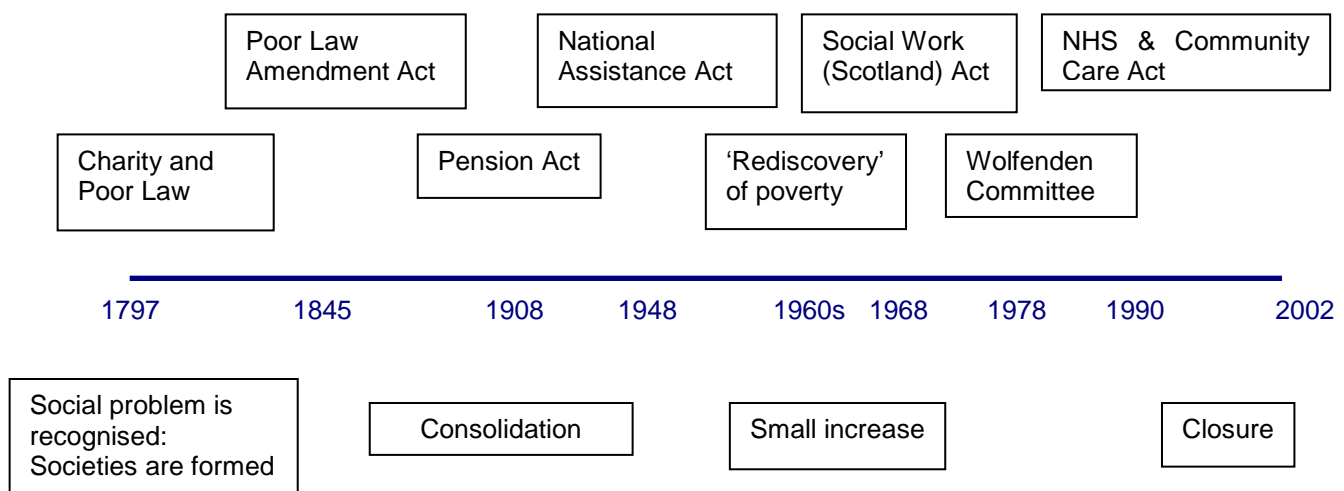 Poor Law
Amendment Act
National
Assistance Act
Social Work
(Scotland) Act
NHS & Community
Care Act
Charity and
Poor Law
Pension Act
‘Rediscovery’
of poverty
Wolfenden
Committee
1797 1845 1908 1948 1960s 1968 1978 1990 2002
Social problem is
recognised:
Societies are formed
Consolidation
Small increase
Closure